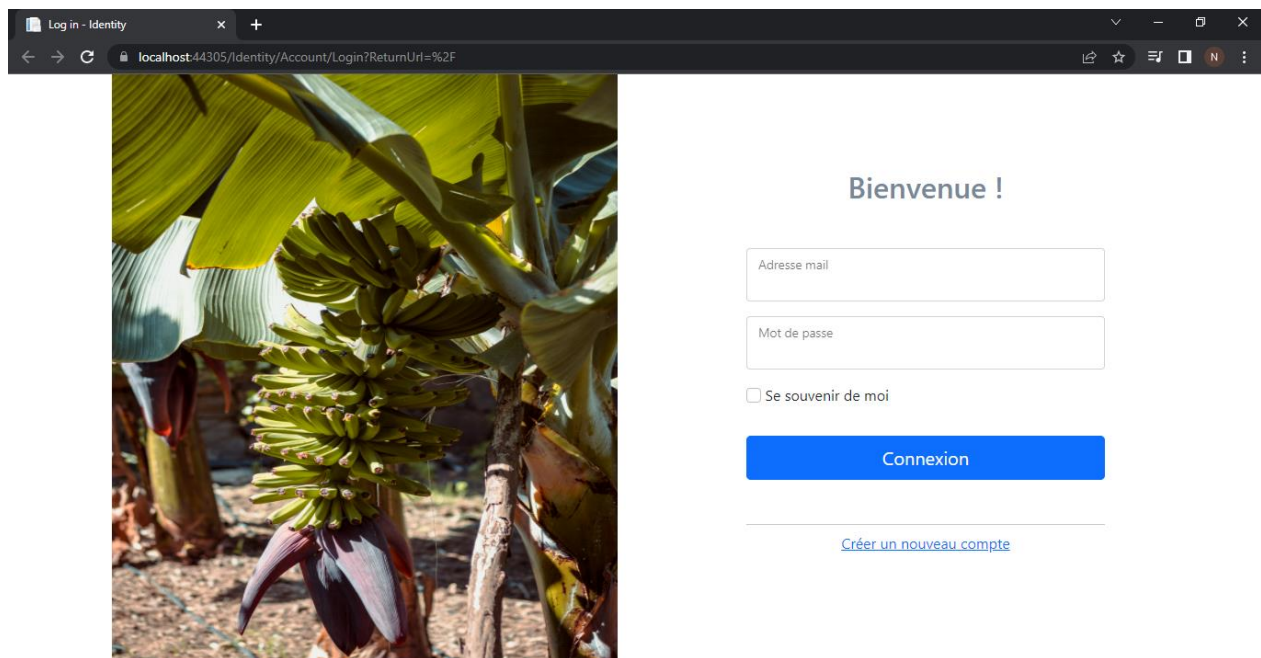 Log in - Identity
localhost:44305/Identity/Account/Login?ReturnUrl=%2F
N
Bienvenue !
Adresse mail
Mot de passe
Se souvenir de moi
Connexion
Créer un nouveau compte